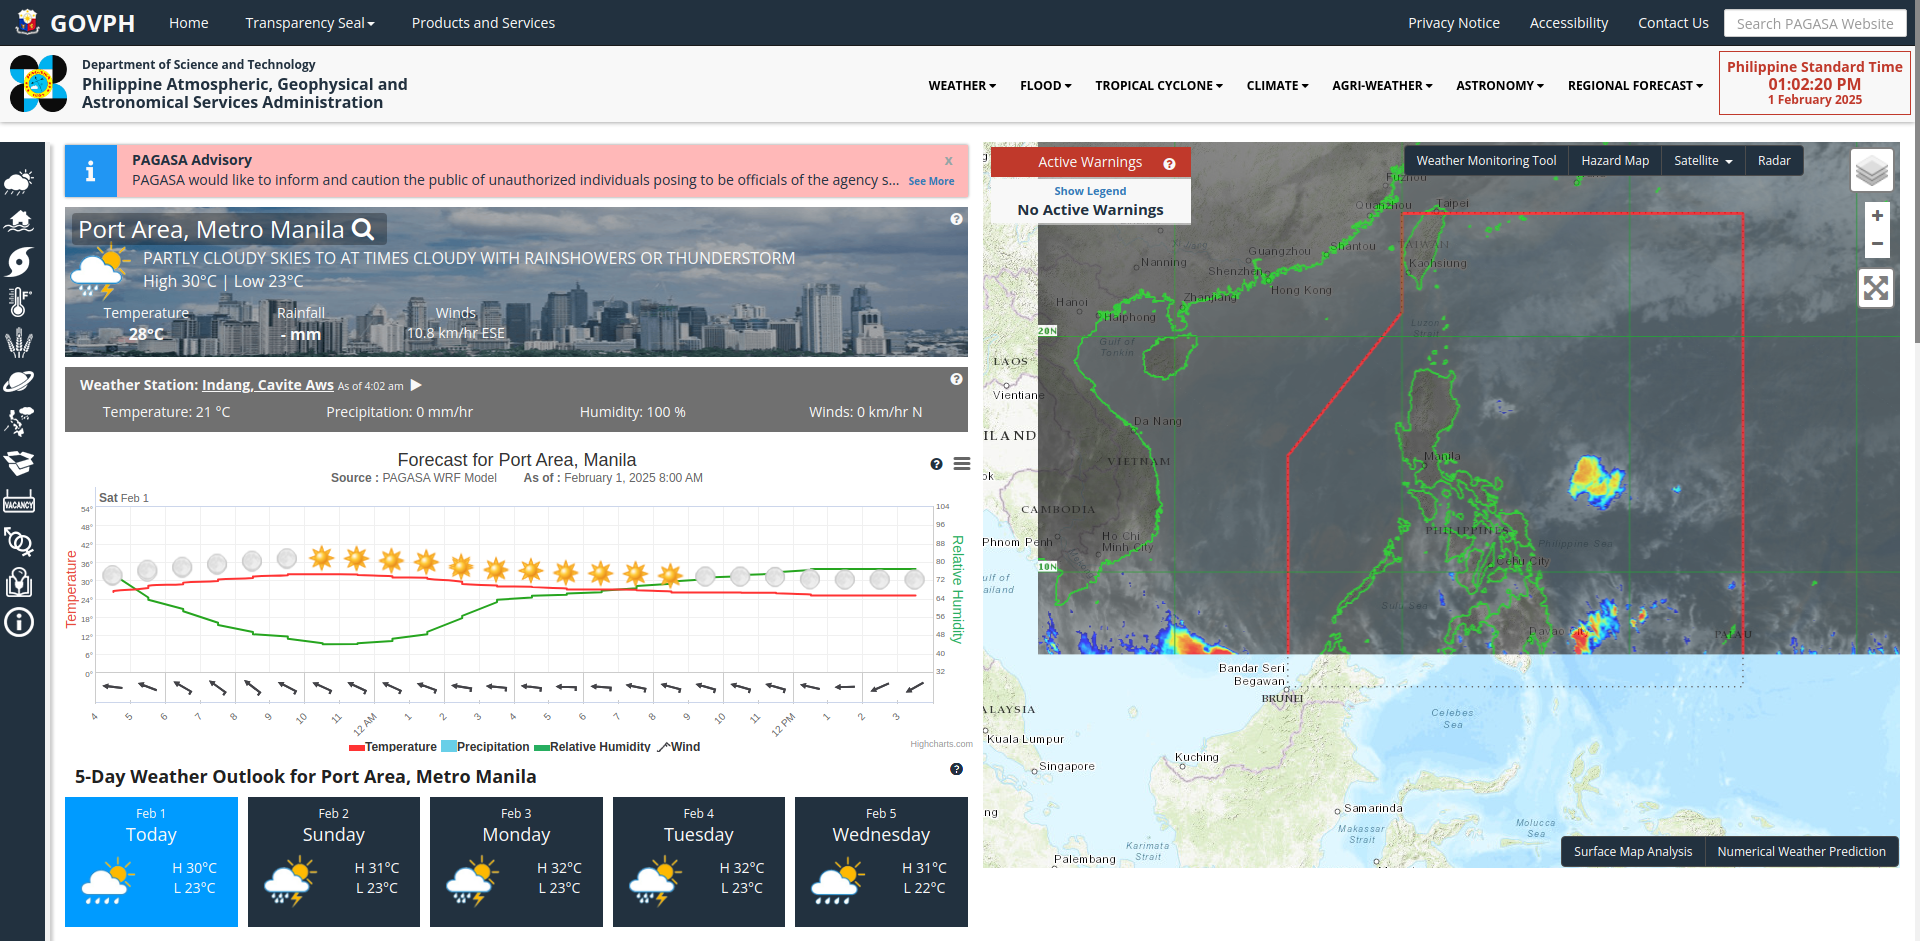 GOVPH
Home
Transparency Seal
Products and Services
Privacy Notice
Accessibility
Contact Us
Search PAGASA Website
Department of Science and Technology
Philippine Atmospheric, Geophysical and
Astronomical Services Administration
WEATHER
FLOOD
TROPICAL CYCLONE
CLIMATE
AGRI-WEATHER
ASTRONOMY
REGIONAL FORECAST
Philippine Standard Time
01:02:20 PM
1 February 2025
VACANCY
PAGASA Advisory
x
PAGASA would like to inform and caution the public of unauthorized individuals posing to be officials of the agency s...
See More
Port Area, Metro Manila
PARTLY CLOUDY SKIES TO AT TIMES CLOUDY WITH RAINSHOWERS OR THUNDERSTORM
High 30°C | Low 23°C
Temperature
28°C
Rainfall
- mm
Winds
10.8 km/hr ESE
Weather Station: Indang, Cavite Aws As of 4:02 am
Temperature: 21 °C
Precipitation: 0 mm/hr
Humidity: 100 %
Winds: 0 km/hr N
Forecast for Port Area, Manila
Source : PAGASA WRF Model As of : February 1, 2025 8:00 AM
Sat Feb 1
Temperature
54°
48°
42°
36°
30°
24°
18°
12°
6°
0°
104
96
88
80
72
64
56
48
40
32
Relative Humidity
4 5 6 7 8 9 10 11 12 AM 1 2 3 4 5 6 7 8 9 10 11 12 PM 1 2 3
Temperature Precipitation Relative Humidity Wind
Highcharts.com
5-Day Weather Outlook for Port Area, Metro Manila
Feb 1
Today
H 30°C
L 23°C
Feb 2
Sunday
H 31°C
L 23°C
Feb 3
Monday
H 32°C
L 23°C
Feb 4
Tuesday
H 32°C
L 23°C
Feb 5
Wednesday
H 31°C
L 22°C
Active Warnings
Show Legend
No Active Warnings
Weather Monitoring Tool
Hazard Map
Satellite
Radar
+
−
Fuzhou
Quanzhou
Taipei
TAIWAN
Kaohsiung
Shantou
Guangzhou
Shenzhen
Hong Kong
Nanning
Zhanjiang
Hanoi
Haiphong
Gulf of
Tonkin
Luzon
Strait
20N
LAOS
Vientiane
Da Nang
ILAND
VIETNAM
Manila
ok
CAMBODIA
PHILIPPINES
Phnom Penh
Ho Chi
Minh City
Philippine Sea
Cebu City
10N
ulf of
ailand
Sulu Sea
Davao City
PALAU
Bandar Seri
Begawan
BRUNEI
ALAYSIA
Kuala Lumpur
Celebes
Sea
Kuching
Singapore
ng
Samarinda
Makassar
Strait
Molucca
Sea
Karimata
Strait
Palembang
Surface Map Analysis
Numerical Weather Prediction